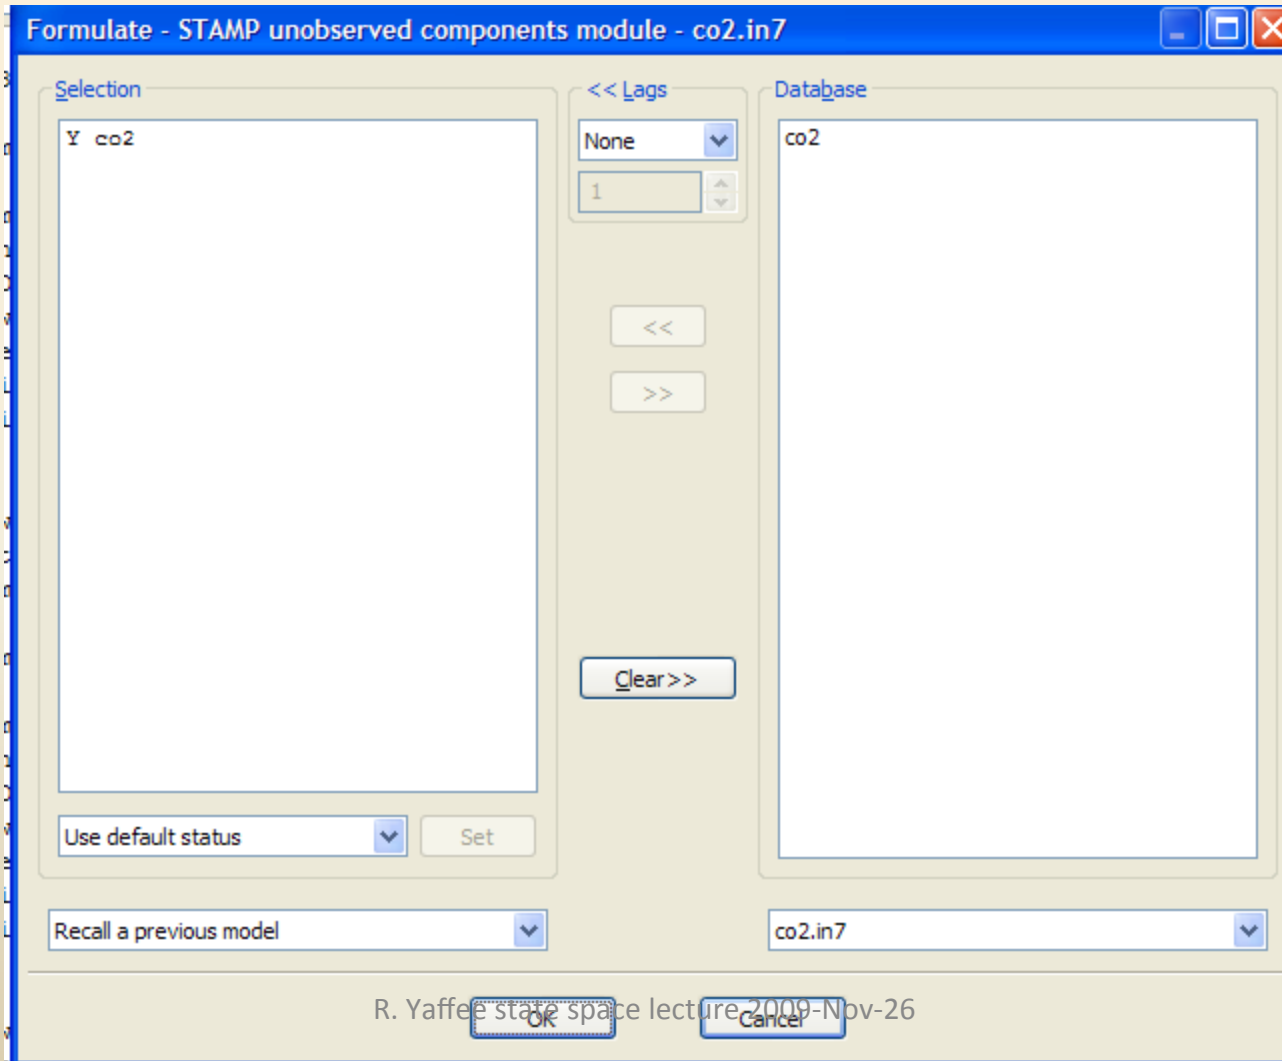 Formulate - STAMP unobserved components module - co2.in7
Selection
<< Lags
Database
Y co2
None
co2
1
<<
>>
Clear>>
Use default status
Set
Recall a previous model
co2.in7
OK
Cancel
R. Yaffee state space lecture 2009-Nov-26